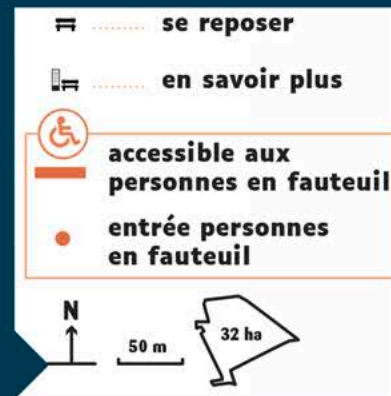 se reposer
en savoir plus
accessible aux
personnes en fauteuil
entrée personnes
en fauteuil
N
50 m
32 ha